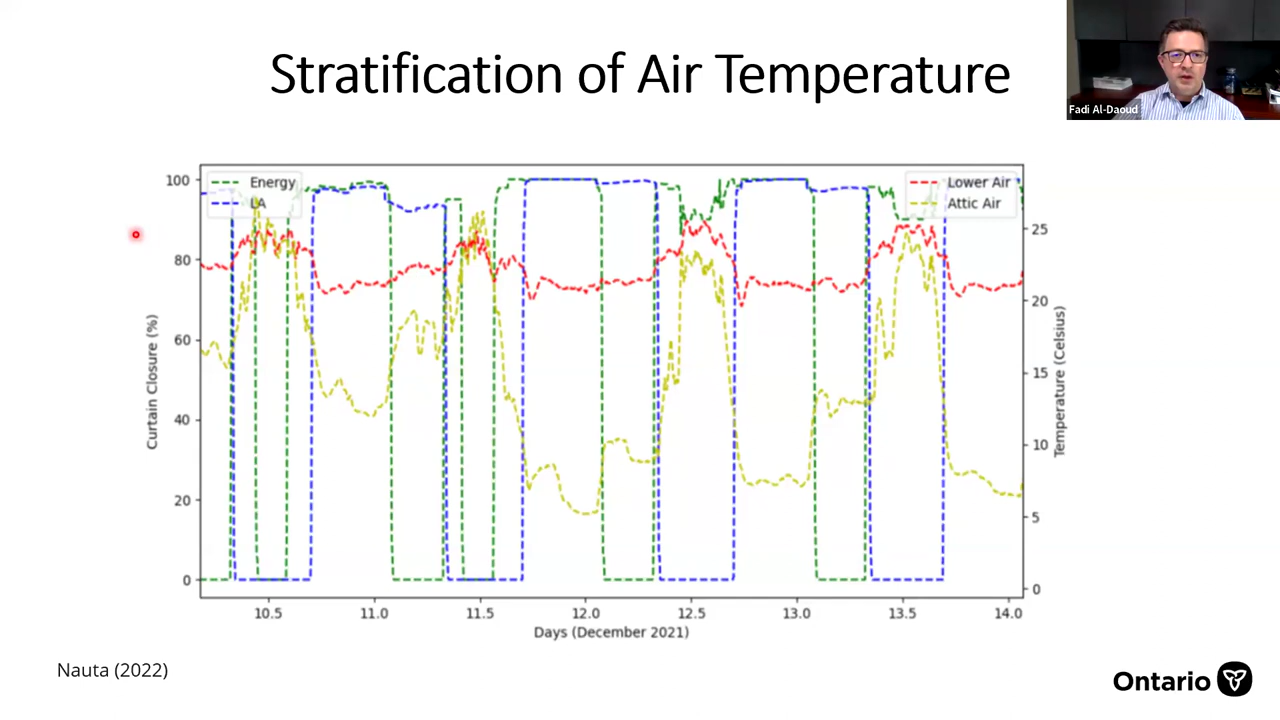 Stratification of Air Temperature
Fadi Al-Daoud
Energy
LA
Lower Air
Attic Air
100
80
60
40
20
0
Curtain Closure (%)
25
20
15
10
5
0
Temperature (Celsius)
10.5 11.0 11.5 12.0 12.5 13.0 13.5 14.0
Days (December 2021)
Nauta (2022)
Ontario